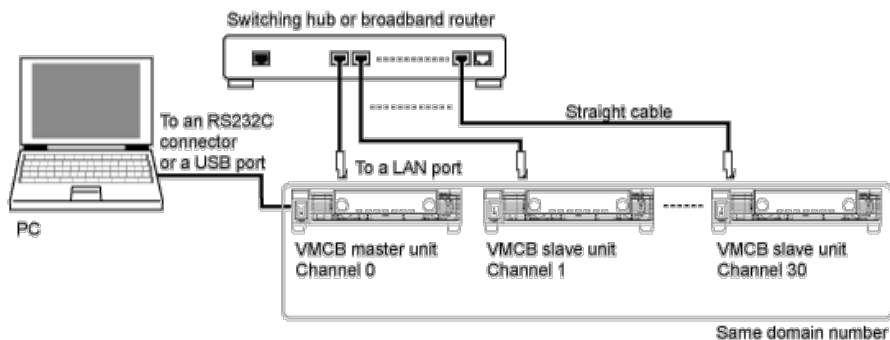 Switching hub or broadband router
Straight cable
To an RS232C
connector
or a USB port
To a LAN port
PC
VMCB master unit
Channel 0
VMCB slave unit
Channel 1
VMCB slave unit
Channel 30
Same domain number